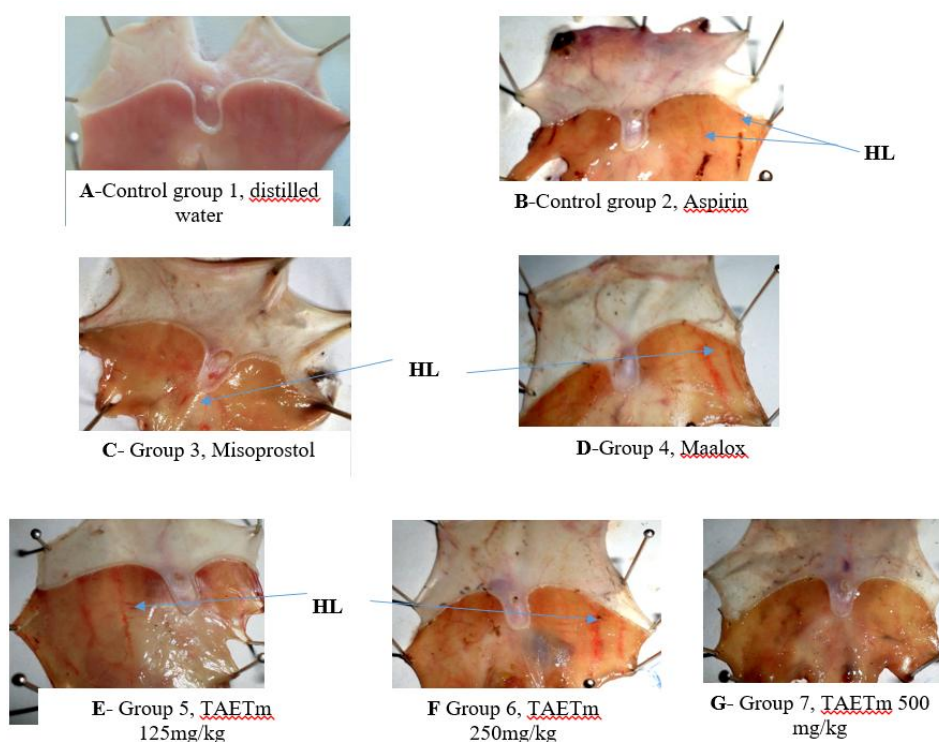 A-Control group 1, distilled
water
HL
B-Control group 2, Aspirin
HL
C- Group 3, Misoprostol
D-Group 4, Maalox
HL
E- Group 5, TAETm
125mg/kg
F Group 6, TAETm
250mg/kg
G- Group 7, TAETm 500
mg/kg